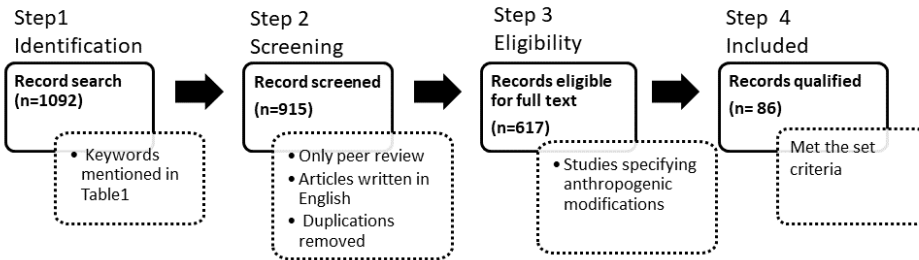 Step1
Identification
Record search
(n=1092)
• Keywords
mentioned in
Table1
Step 2
Screening
Record screened
(n=915)
• Only peer review
• Articles written in
English
• Duplications
removed
Step 3
Eligibility
Records eligible
for full text
(n=617)
• Studies specifying
anthropogenic
modifications
Step 4
Included
Records qualified
(n= 86)
Met the set
criteria